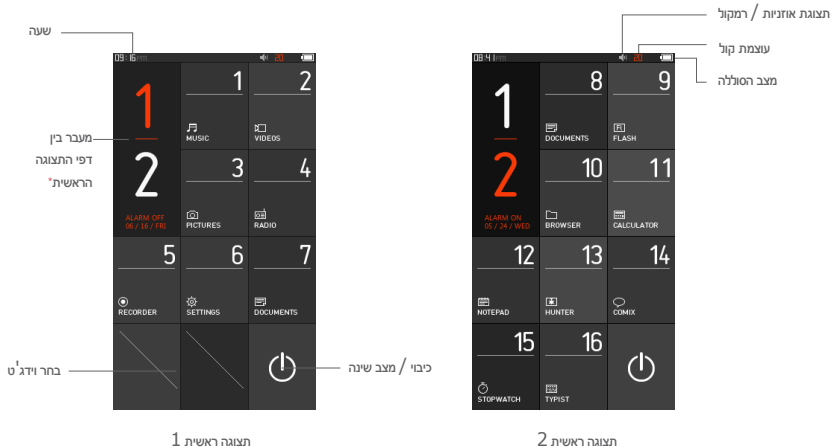 שעה
מעבר בין
דפי התצוגה
הראשית*
בחר וידג'ט
כיבוי / מצב שינה
09:16PM
20
1
2
ALARM OFF
06 / 16 / FRI
1
MUSIC
2
VIDEOS
3
PICTURES
4
RADIO
5
RECORDER
6
SETTINGS
7
DOCUMENTS
תצוגה ראשית 1
תצוגת אוזניות / רמקול
עוצמת קול
מצב הסוללה
08:41PM
20
1
2
ALARM ON
05 / 24 / WED
8
DOCUMENTS
9
FLASH
10
BROWSER
11
CALCULATOR
12
NOTEPAD
13
HUNTER
14
COMIX
15
STOPWATCH
16
TYPIST
תצוגה ראשית 2